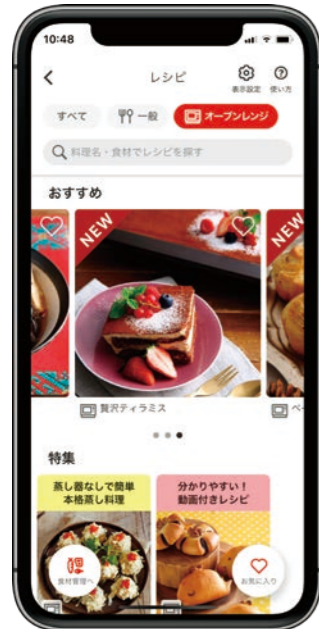 10:48
レシピ
表示設定
使い方
すべて
一般
オーブンレンジ
料理名・食材でレシピを探す
おすすめ
NEW
NEW
贅沢ティラミス
特集
蒸し器なしで簡単
本格蒸し料理
分かりやすい！
動画付きレシピ
食材管理へ
お気に入り